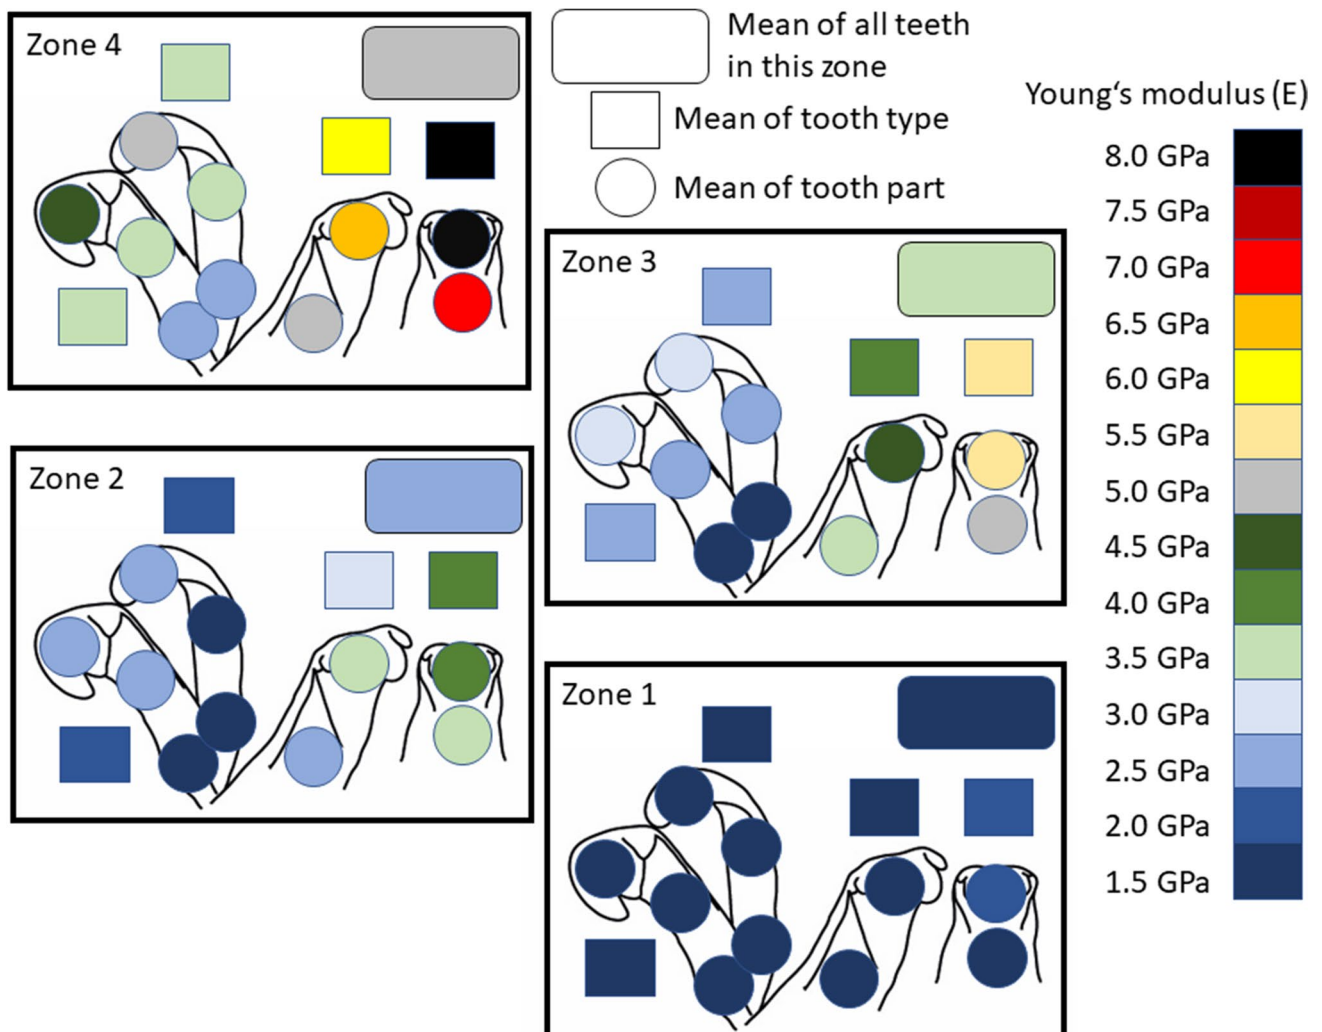 Zone 4
Mean of all teeth
in this zone
Mean of tooth type
Mean of tooth part
Young‘s modulus (E)
8.0 GPa
7.5 GPa
7.0 GPa
6.5 GPa
6.0 GPa
5.5 GPa
5.0 GPa
4.5 GPa
4.0 GPa
3.5 GPa
3.0 GPa
2.5 GPa
2.0 GPa
1.5 GPa
Zone 3
Zone 2
Zone 1